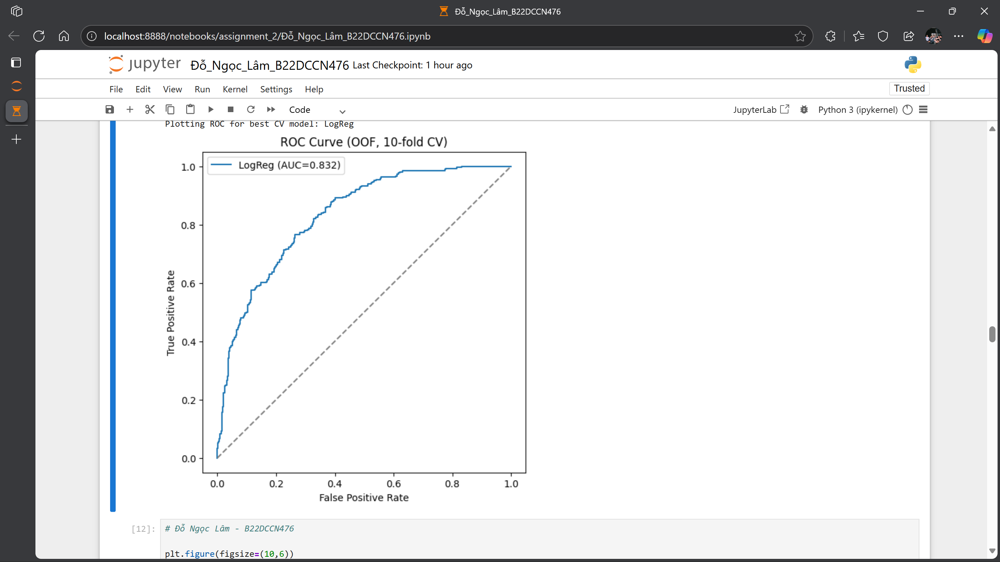 Đỗ_Ngọc_Lâm_B22DCCN476
localhost:8888/notebooks/assignment_2/Đỗ_Ngọc_Lâm_B22DCCN476.ipynb
jupyter Đỗ_Ngọc_Lâm_B22DCCN476 Last Checkpoint: 1 hour ago
File Edit View Run Kernel Settings Help Trusted
Code JupyterLab Python 3 (ipykernel)
Plotting ROC for best CV model: LogReg
ROC Curve (OOF, 10-fold CV)
LogReg (AUC=0.832)
1.0
0.8
0.6
0.4
0.2
0.0
True Positive Rate
0.0 0.2 0.4 0.6 0.8 1.0
False Positive Rate
[12]: # Đỗ Ngọc Lâm - B22DCCN476
plt.figure(figsize=(10,6))